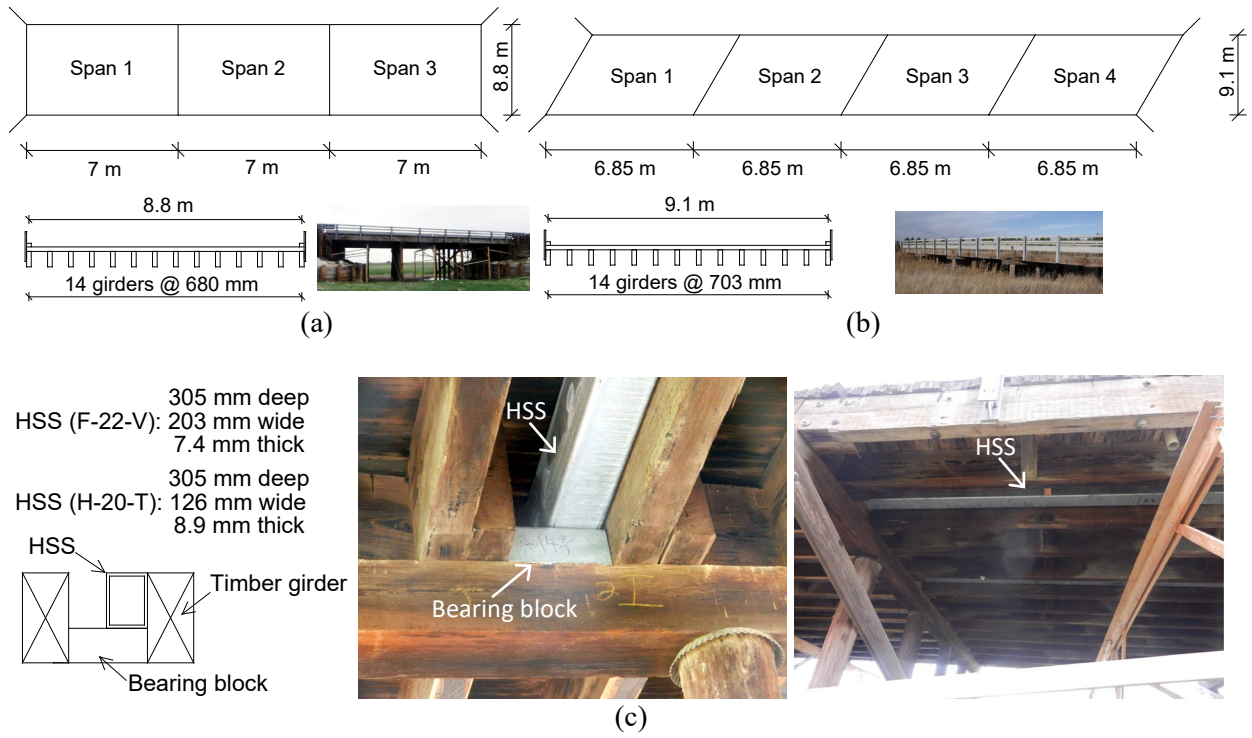 Span 1
Span 2
Span 3
8.8 m
7 m
7 m
7 m
8.8 m
14 girders @ 680 mm
(a)
Span 1
Span 2
Span 3
Span 4
9.1 m
6.85 m
6.85 m
6.85 m
6.85 m
9.1 m
14 girders @ 703 mm
(b)
305 mm deep
HSS (F-22-V): 203 mm wide
7.4 mm thick
305 mm deep
HSS (H-20-T): 126 mm wide
8.9 mm thick
HSS
Timber girder
Bearing block
HSS
Bearing block
HSS
(c)